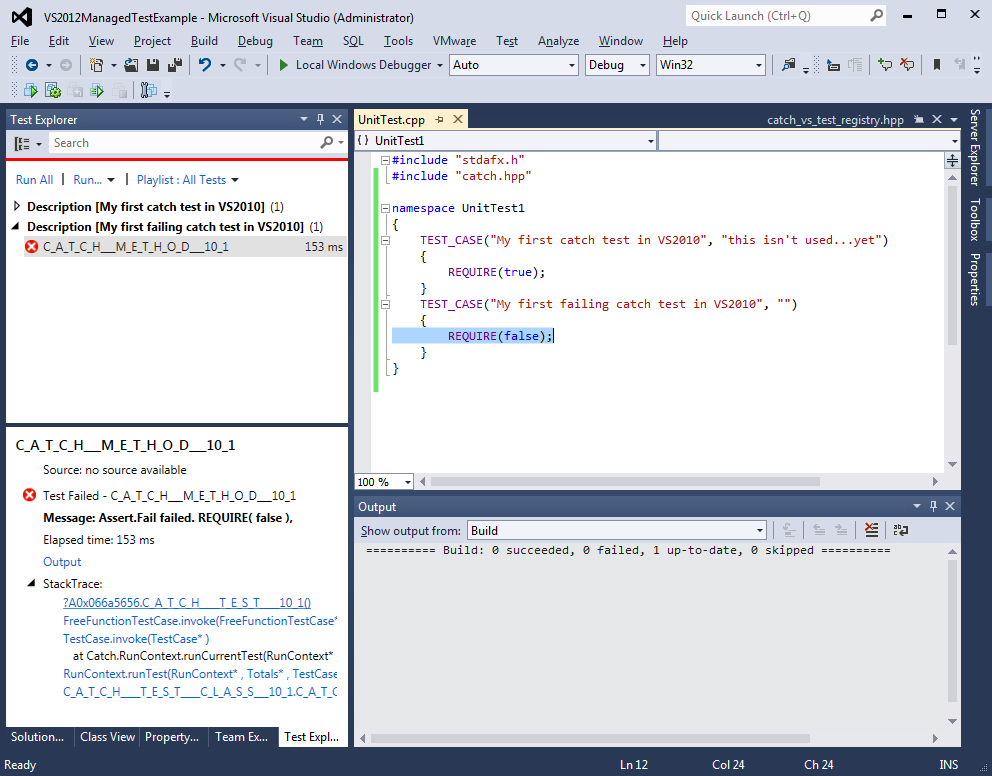 VS2012ManagedTestExample - Microsoft Visual Studio (Administrator)
Quick Launch (Ctrl+Q)
File Edit View Project Build Debug Team SQL Tools VMware Test Analyze Window Help
Local Windows Debugger Auto Debug Win32
Test Explorer
Search
Run All | Run... | Playlist : All Tests
Description [My first catch test in VS2010] (1)
Description [My first failing catch test in VS2010] (1)
C_A_T_C_H___M_E_T_H_O_D___10_1 153 ms
C_A_T_C_H___M_E_T_H_O_D___10_1
Source: no source available
Test Failed - C_A_T_C_H___M_E_T_H_O_D___10_1
Message: Assert.Fail failed. REQUIRE( false ),
Elapsed time: 153 ms
Output
StackTrace:
?A0x066a5656.C_A_T_C_H____T_E_S_T____10_1()
FreeFunctionTestCase.invoke(FreeFunctionTestCase*
TestCase.invoke(TestCase* )
at Catch.RunContext.runCurrentTest(RunContext*
RunContext.runTest(RunContext* , Totals* , TestCase
C_A_T_C_H____T_E_S_T____C_L_A_S_S___10_1.C_A_T_C
Solution... Class View Property... Team Ex... Test Expl...
UnitTest.cpp
catch_vs_test_registry.hpp
{ } UnitTest1
#include "stdafx.h"
#include "catch.hpp"
namespace UnitTest1
{
TEST_CASE("My first catch test in VS2010", "this isn't used...yet")
{
REQUIRE(true);
}
TEST_CASE("My first failing catch test in VS2010", "")
{
REQUIRE(false);
}
}
100 %
Output
Show output from: Build
========== Build: 0 succeeded, 0 failed, 1 up-to-date, 0 skipped ==========
Server Explorer
Toolbox
Properties
Ready Ln 12 Col 24 Ch 24 INS